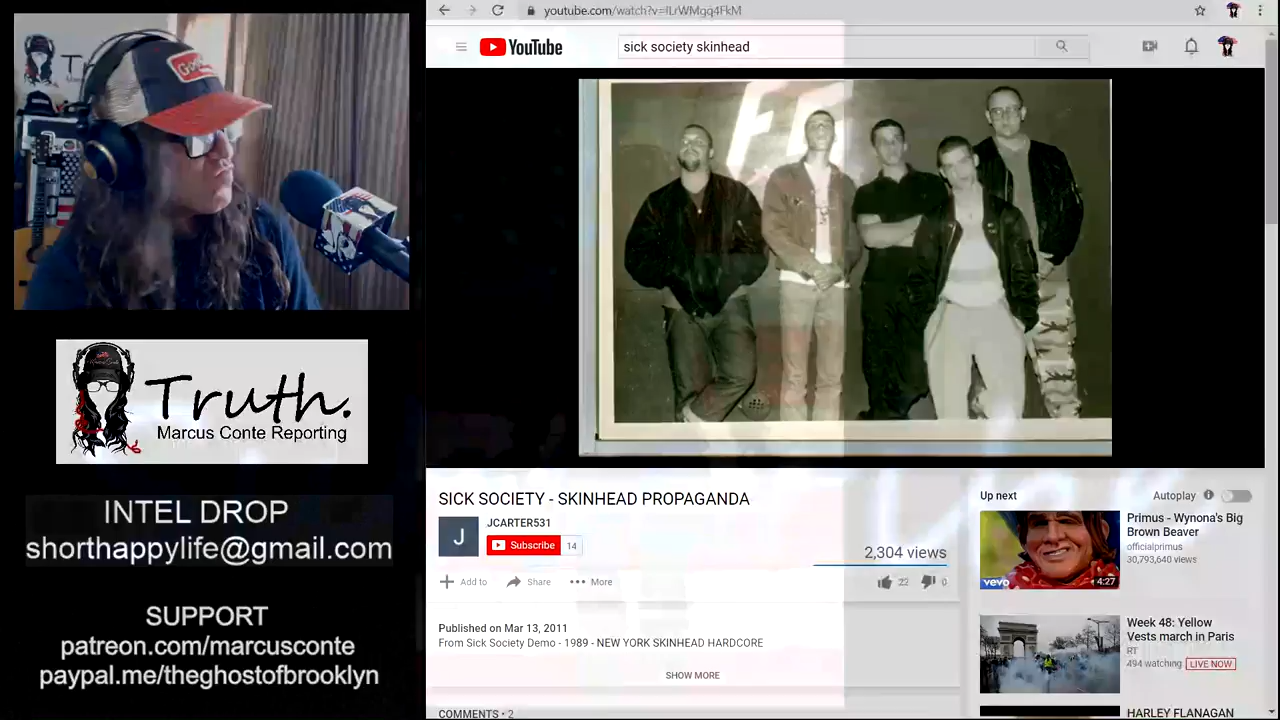 youtube.com/watch?v=ILrWMgq4FkM
YouTube
sick society skinhead
SICK SOCIETY - SKINHEAD PROPAGANDA
J
JCARTER531
Subscribe 14
2,304 views
Add to
Share
More
22
0
Published on Mar 13, 2011
From Sick Society Demo - 1989 - NEW YORK SKINHEAD HARDCORE
SHOW MORE
COMMENTS • 2
Up next
Autoplay
vevo
4:27
Primus - Wynona's Big
Brown Beaver
officialprimus
30,793,640 views
Week 48: Yellow
Vests march in Paris
RT
494 watching LIVE NOW
HARLEY FLANAGAN
Truth.
Marcus Conte Reporting
INTEL DROP
shorthappylife@gmail.com
SUPPORT
patreon.com/marcusconte
paypal.me/theghostofbrooklyn